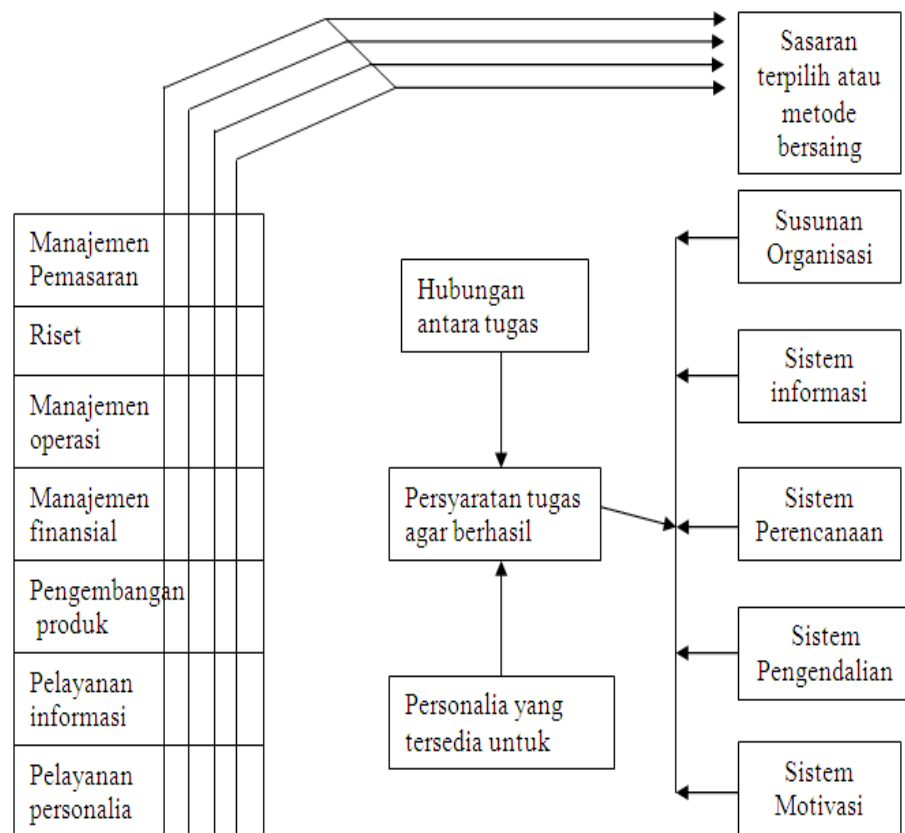 Sasaran
terpilih atau
metode
bersaing
Manajemen
Pemasaran
Riset
Manajemen
operasi
Manajemen
finansial
Pengembangan
produk
Pelayanan
informasi
Pelayanan
personalia
Hubungan
antara tugas
Persyaratan tugas
agar berhasil
Personalia yang
tersedia untuk
Susunan
Organisasi
Sistem
informasi
Sistem
Perencanaan
Sistem
Pengendalian
Sistem
Motivasi